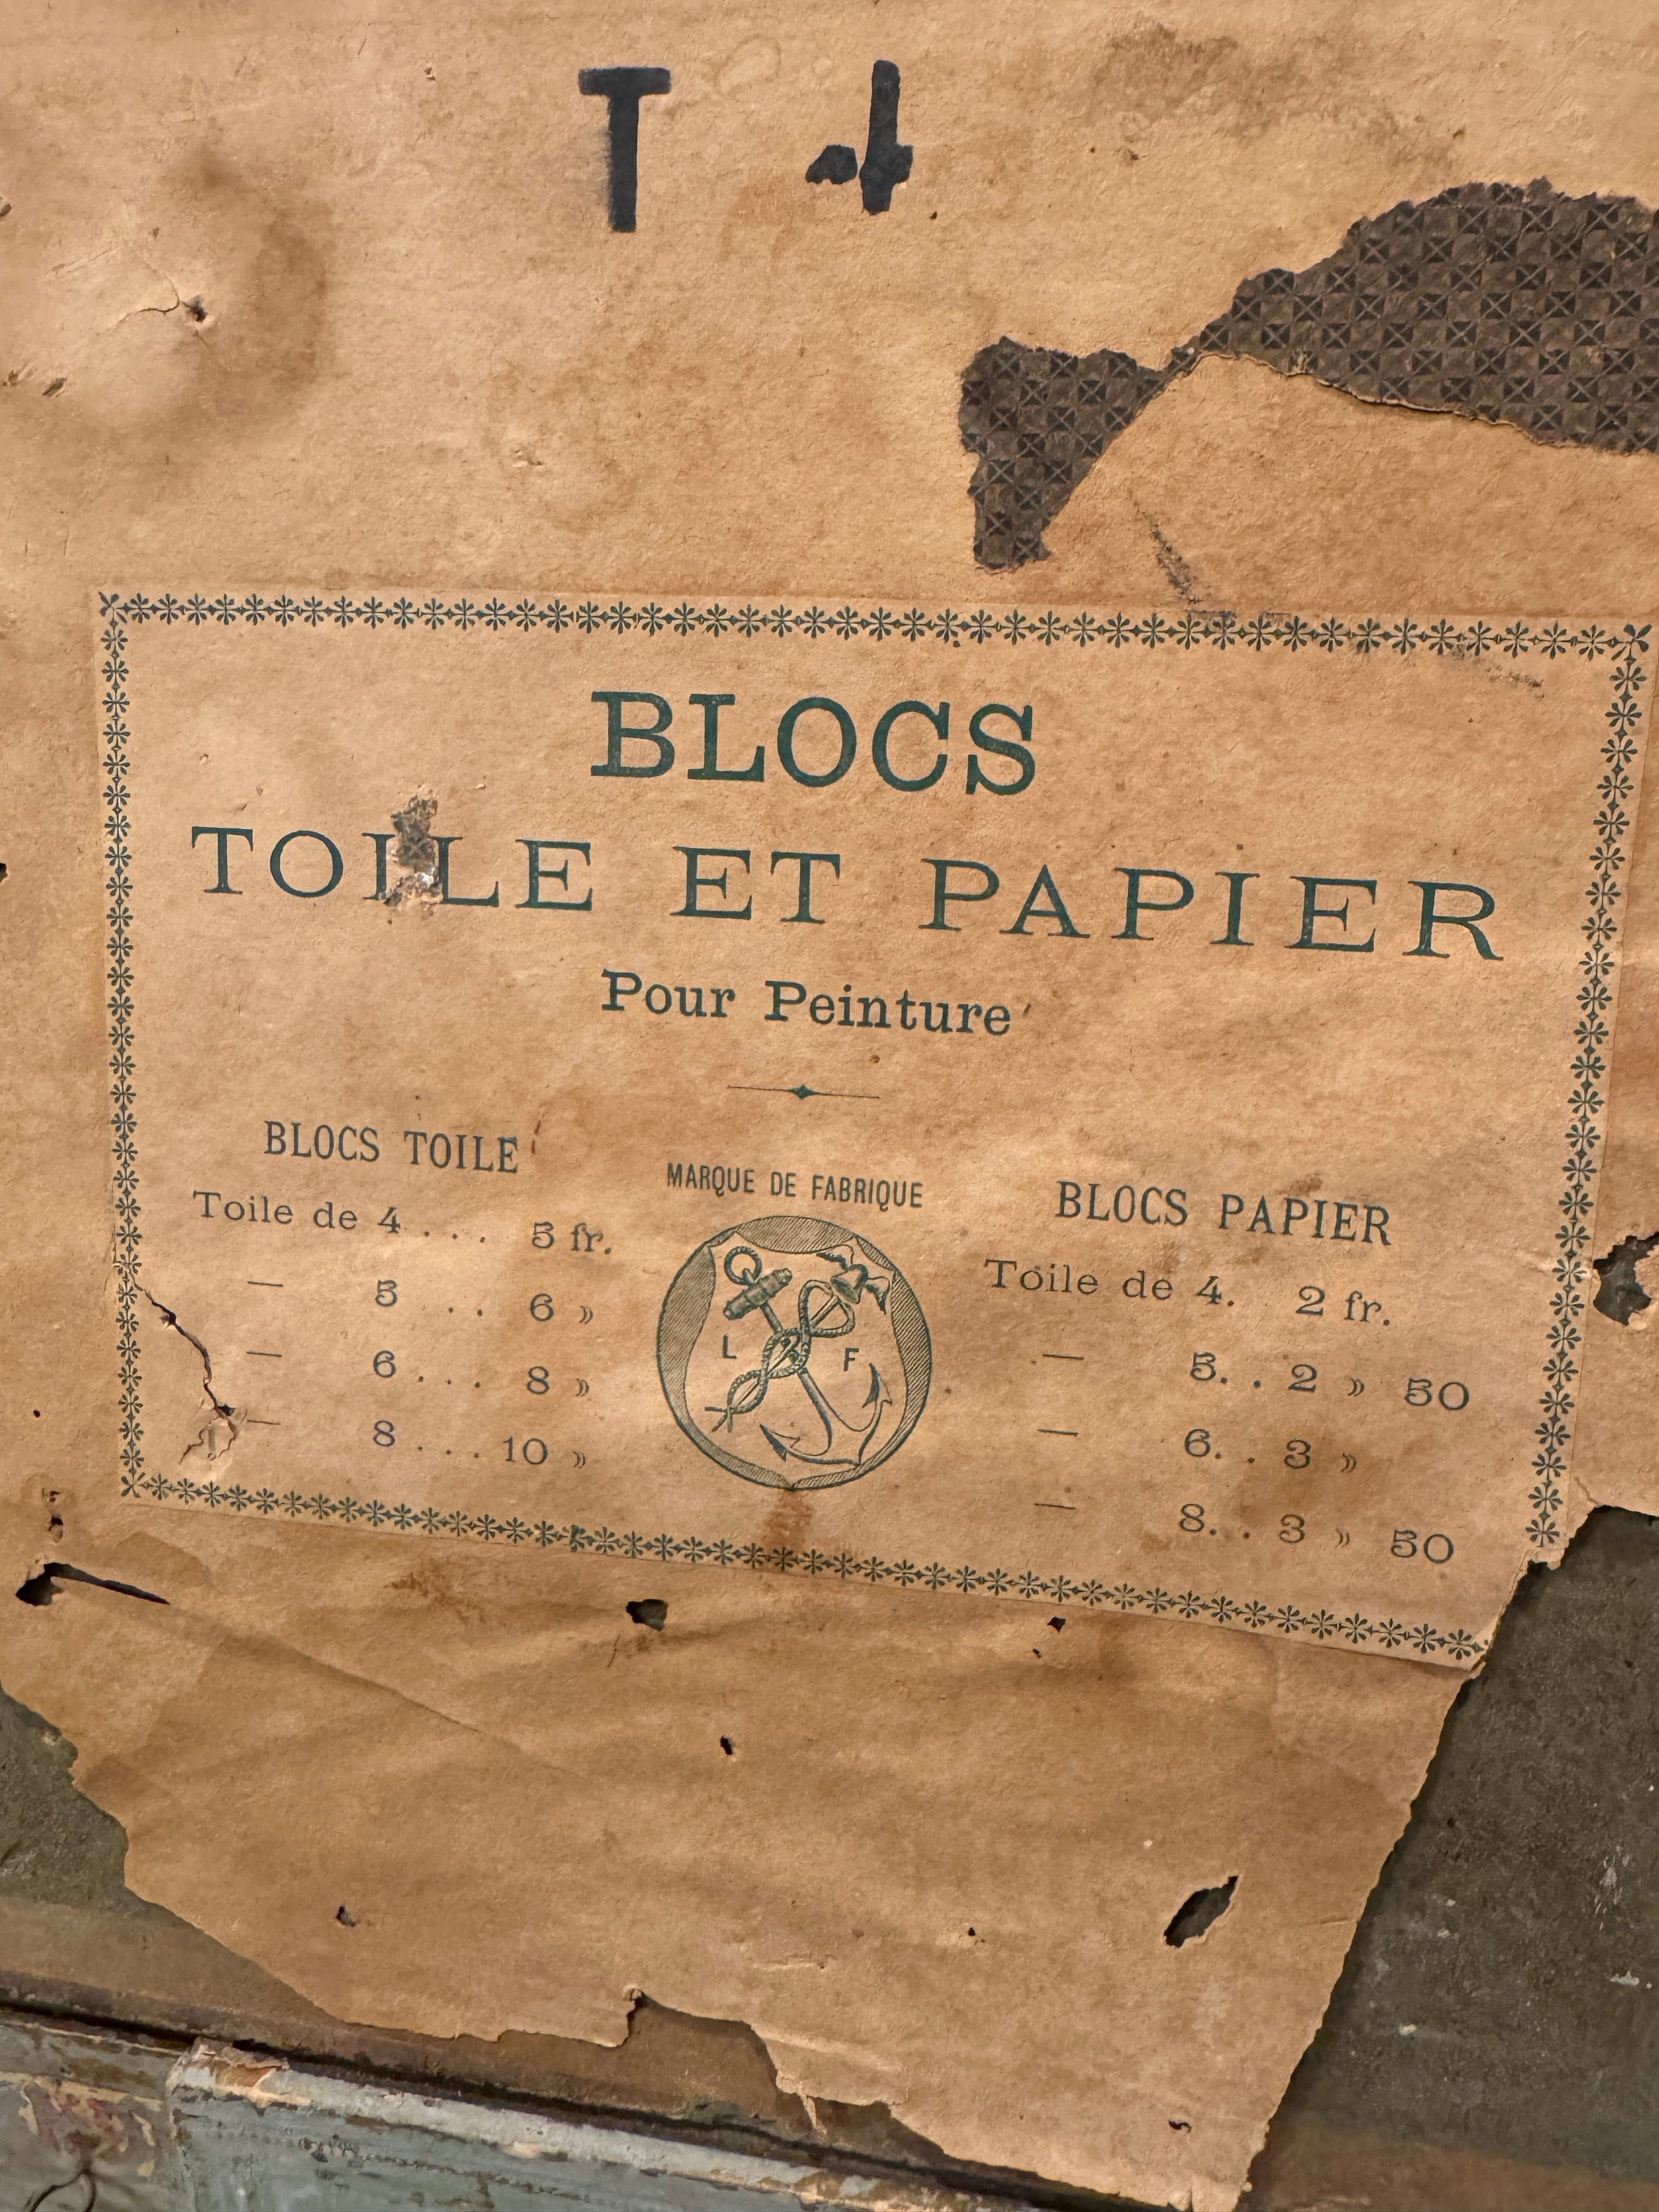 T 4
BLOCS
TOILE ET PAPIER
Pour Peinture
BLOCS TOILE
Toile de 4 . . . . 5 fr.
— 5 . . 6 »
— 6 . . . . 8 »
— 8 . . . . 10 »
MARQUE DE FABRIQUE
L F
BLOCS PAPIER
Toile de 4. 2 fr.
— 5. . 2 » 50
— 6. . 3 »
— 8. . 3 » 50